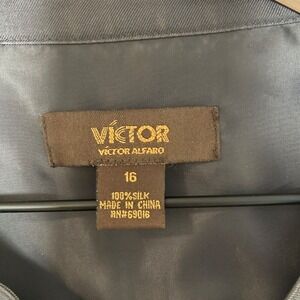 VICTOR
VICTOR ALFARO
16
100% SILK
MADE IN CHINA
RN#69016